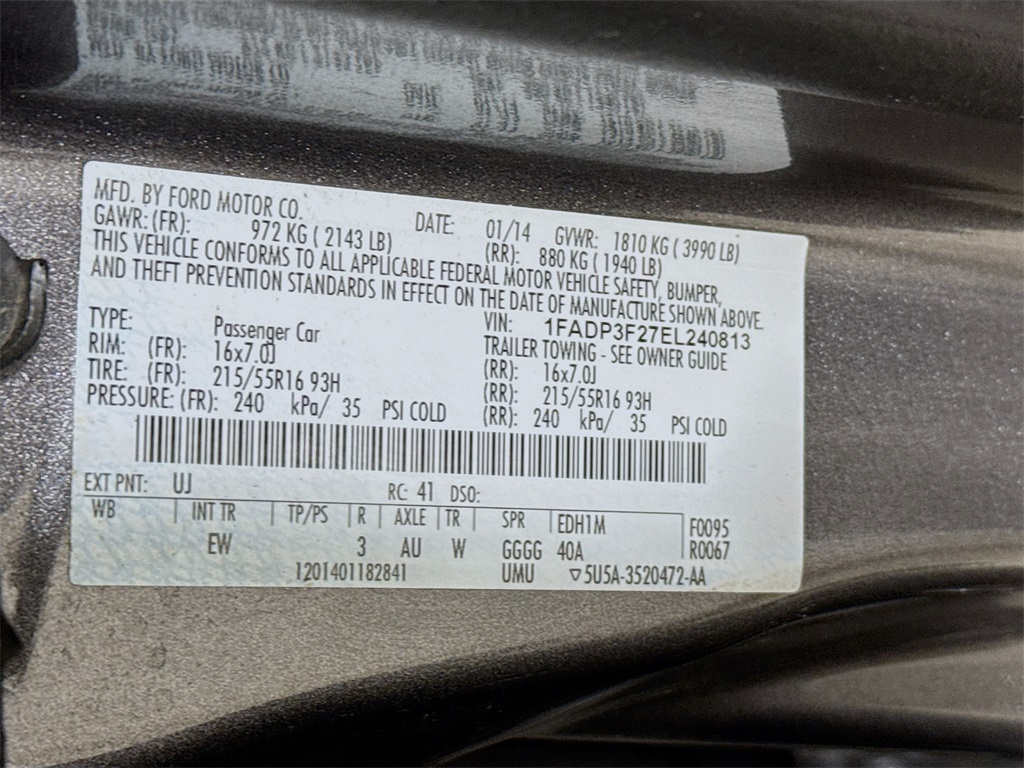 MFD. BY FORD MOTOR CO.
DATE: 01/14 GVWR: 1810 KG ( 3990 LB)
GAWR: (FR): 972 KG ( 2143 LB) (RR): 880 KG ( 1940 LB)
THIS VEHICLE CONFORMS TO ALL APPLICABLE FEDERAL MOTOR VEHICLE SAFETY, BUMPER,
AND THEFT PREVENTION STANDARDS IN EFFECT ON THE DATE OF MANUFACTURE SHOWN ABOVE.
VIN: 1FADP3F27EL240813
TYPE: Passenger Car TRAILER TOWING - SEE OWNER GUIDE
RIM: (FR): 16x7.0J (RR): 16x7.0J
TIRE: (FR): 215/55R16 93H (RR): 215/55R16 93H
PRESSURE: (FR): 240 kPa/ 35 PSI COLD (RR): 240 kPa/ 35 PSI COLD
EXT PNT: UJ RC: 41 DSO:
WB INT TR TP/PS R AXLE TR SPR EDH1M F0095
EW 3 AU W GGGG 40A R0067
1201401182841 UMU ▽5U5A-3520472-AA